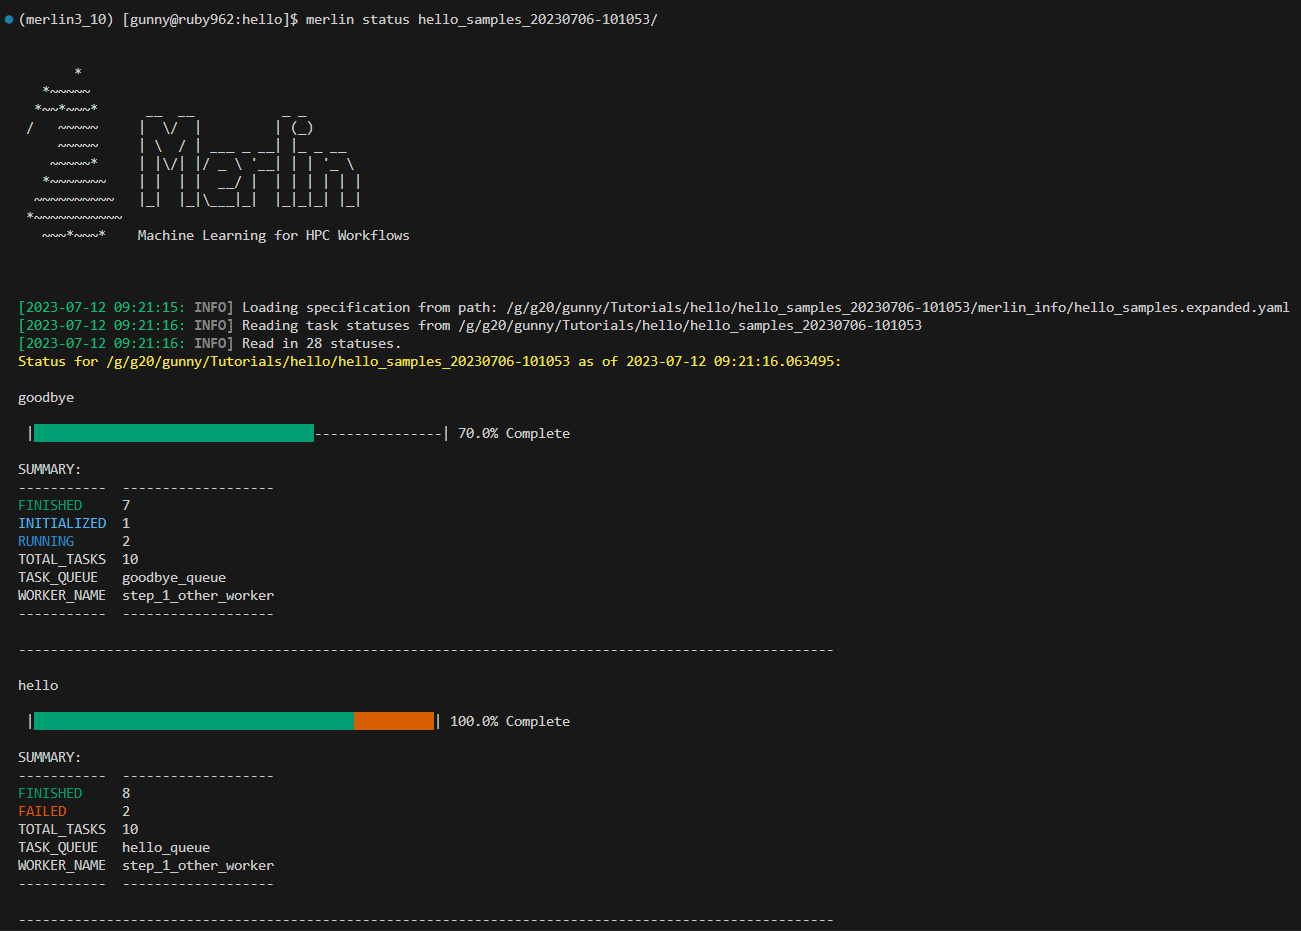 (merlin3_10) [gunny@ruby962:hello]$ merlin status hello_samples_20230706-101053/
Merlin
Machine Learning for HPC Workflows
[2023-07-12 09:21:15: INFO] Loading specification from path: /g/g20/gunny/Tutorials/hello/hello_samples_20230706-101053/merlin_info/hello_samples.expanded.yaml
[2023-07-12 09:21:16: INFO] Reading task statuses from /g/g20/gunny/Tutorials/hello/hello_samples_20230706-101053
[2023-07-12 09:21:16: INFO] Read in 28 statuses.
Status for /g/g20/gunny/Tutorials/hello/hello_samples_20230706-101053 as of 2023-07-12 09:21:16.063495:
goodbye
70.0% Complete
SUMMARY:
----------- -------------------
FINISHED 7
INITIALIZED 1
RUNNING 2
TOTAL_TASKS 10
TASK_QUEUE goodbye_queue
WORKER_NAME step_1_other_worker
----------- -------------------
hello
100.0% Complete
SUMMARY:
----------- -------------------
FINISHED 8
FAILED 2
TOTAL_TASKS 10
TASK_QUEUE hello_queue
WORKER_NAME step_1_other_worker
----------- -------------------